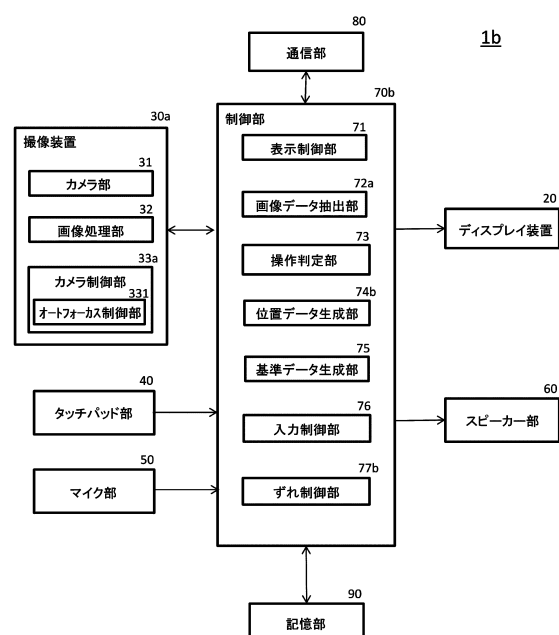 80
1b
通信部
70b
30a
制御部
撮像装置
71
表示制御部
31
カメラ部
72a
画像データ抽出部
20
ディスプレイ装置
32
画像処理部
73
操作判定部
33a
カメラ制御部
331
オートフォーカス制御部
74b
位置データ生成部
75
基準データ生成部
40
タッチパッド部
76
入力制御部
60
スピーカー部
50
マイク部
77b
ずれ制御部
90
記憶部